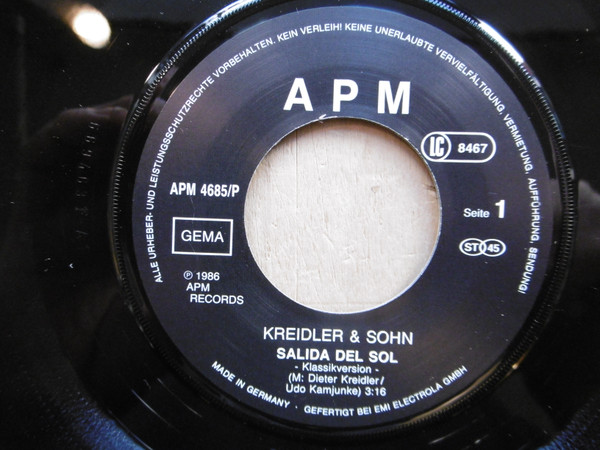 ALLE URHEBER- UND LEISTUNGSSCHUTZRECHTE VORBEHALTEN. KEIN VERLEIH! KEINE UNERLAUBTE VERVIELFÄLTIGUNG, VERMIETUNG, AUFFÜHRUNG, SENDUNG!
APM
LC 8467
APM 4685/P
Seite 1
GEMA
ST 45
℗ 1986
APM
RECORDS
KREIDLER & SOHN
SALIDA DEL SOL
- Klassikversion -
(M: Dieter Kreidler/
Udo Kamjunke) 3:16
MADE IN GERMANY · GEFERTIGT BEI EMI ELECTROLA GMBH